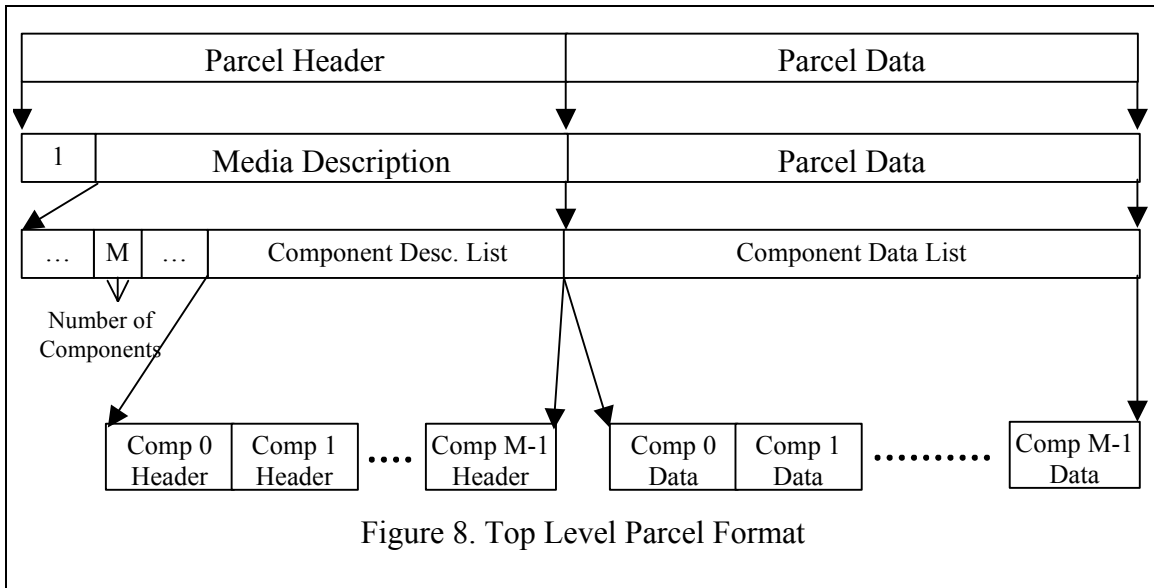 Parcel Header Parcel Data
1 Media Description Parcel Data
… M … Component Desc. List Component Data List
Number of
Components
Comp 0 Comp 1 Comp M-1 Comp 0 Comp 1 Comp M-1
Header Header .... Header Data Data .......... Data
Figure 8. Top Level Parcel Format